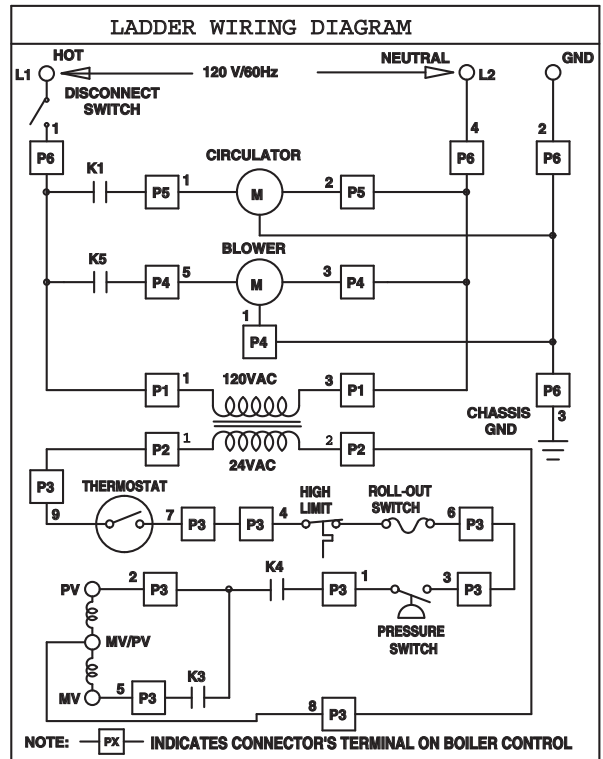 LADDER WIRING DIAGRAM
HOT
NEUTRAL
GND
L1
120 V/60Hz
L2
DISCONNECT
SWITCH
1
4
2
P6
P6
P6
CIRCULATOR
K1
P5
1
M
2
P5
BLOWER
K5
P4
5
M
3
P4
1
P4
120VAC
P1
1
3
P1
P6
3
CHASSIS
GND
P2
1
2
P2
24VAC
P3
9
THERMOSTAT
7
P3
P3
4
HIGH
LIMIT
ROLL-OUT
SWITCH
6
P3
PV
2
P3
K4
P3
1
3
P3
PRESSURE
SWITCH
MV/PV
MV
5
P3
K3
8
P3
NOTE: PX INDICATES CONNECTOR'S TERMINAL ON BOILER CONTROL